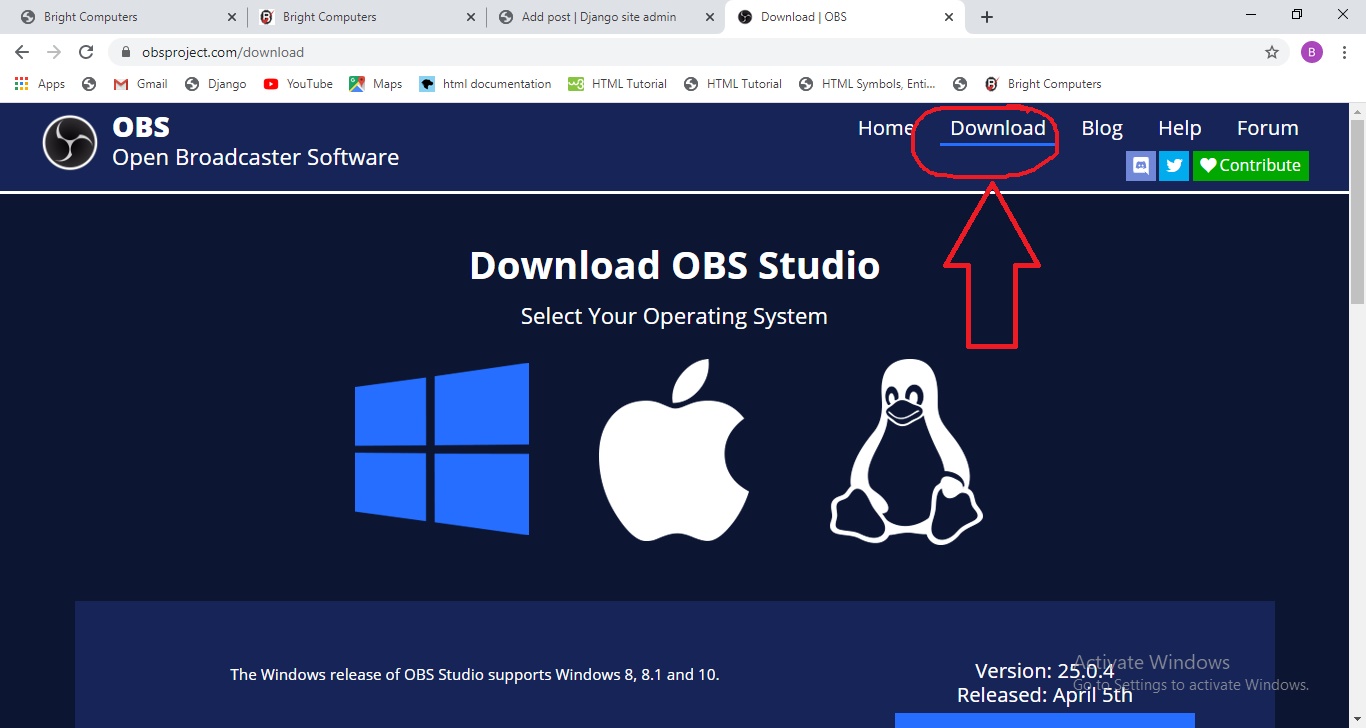 Bright Computers
Bright Computers
Add post | Django site admin
Download | OBS
obsproject.com/download
B
Apps
Gmail
Django
YouTube
Maps
html documentation
HTML Tutorial
HTML Tutorial
HTML Symbols, Enti...
Bright Computers
OBS
Open Broadcaster Software
Home
Download
Blog
Help
Forum
Contribute
Download OBS Studio
Select Your Operating System
The Windows release of OBS Studio supports Windows 8, 8.1 and 10.
Version: 25.0.4
Released: April 5th
Activate Windows
Go to Settings to activate Windows.